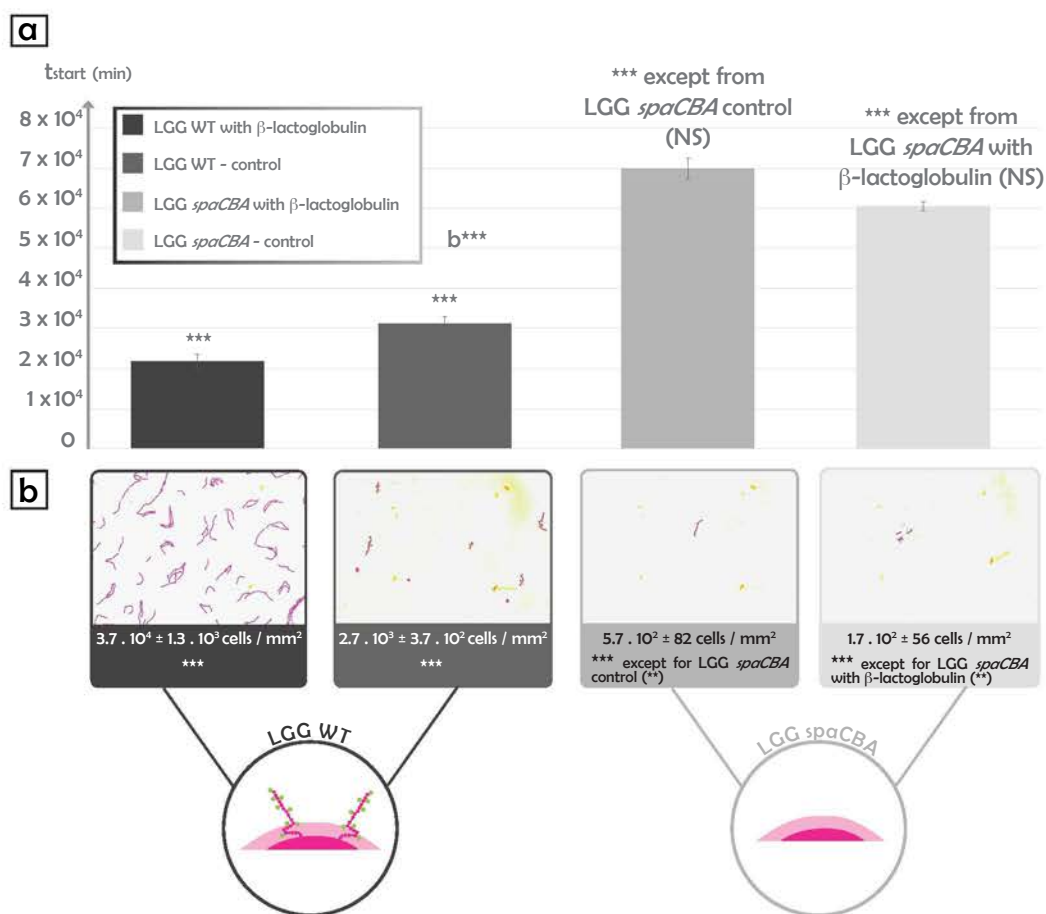 a
tstart (min)
8 x 10⁴
7 x 10⁴
6 x 10⁴
5 x 10⁴
4 x 10⁴
3 x 10⁴
2 x 10⁴
1 x 10⁴
0
LGG WT with β-lactoglobulin
LGG WT - control
LGG spaCBA with β-lactoglobulin
LGG spaCBA - control
b***
***
***
*** except from
LGG spaCBA control
(NS)
*** except from
LGG spaCBA with
β-lactoglobulin (NS)
b
3.7 . 10⁴ ± 1.3 . 10³ cells / mm²
***
2.7 . 10³ ± 3.7 . 10² cells / mm²
***
5.7 . 10² ± 82 cells / mm²
*** except for LGG spaCBA
control (**)
1.7 . 10² ± 56 cells / mm²
*** except for LGG spaCBA
with β-lactoglobulin (**)
LGG WT
LGG spaCBA